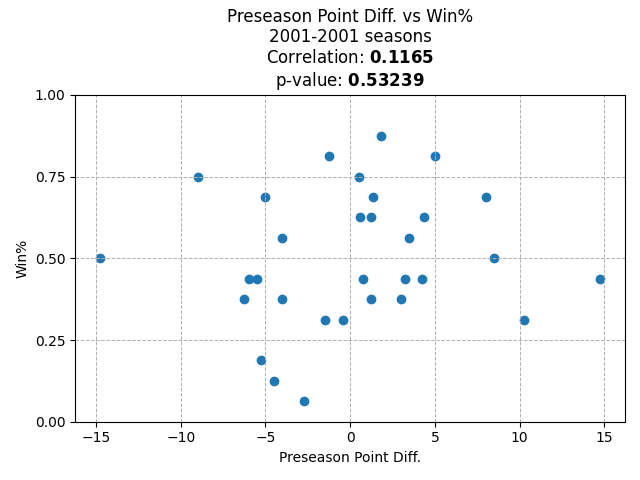 Preseason Point Diff. vs Win%
2001-2001 seasons
Correlation: 0.1165
p-value: 0.53239
1.00
0.75
0.50
0.25
0.00
Win%
−15
−10
−5
0
5
10
15
Preseason Point Diff.